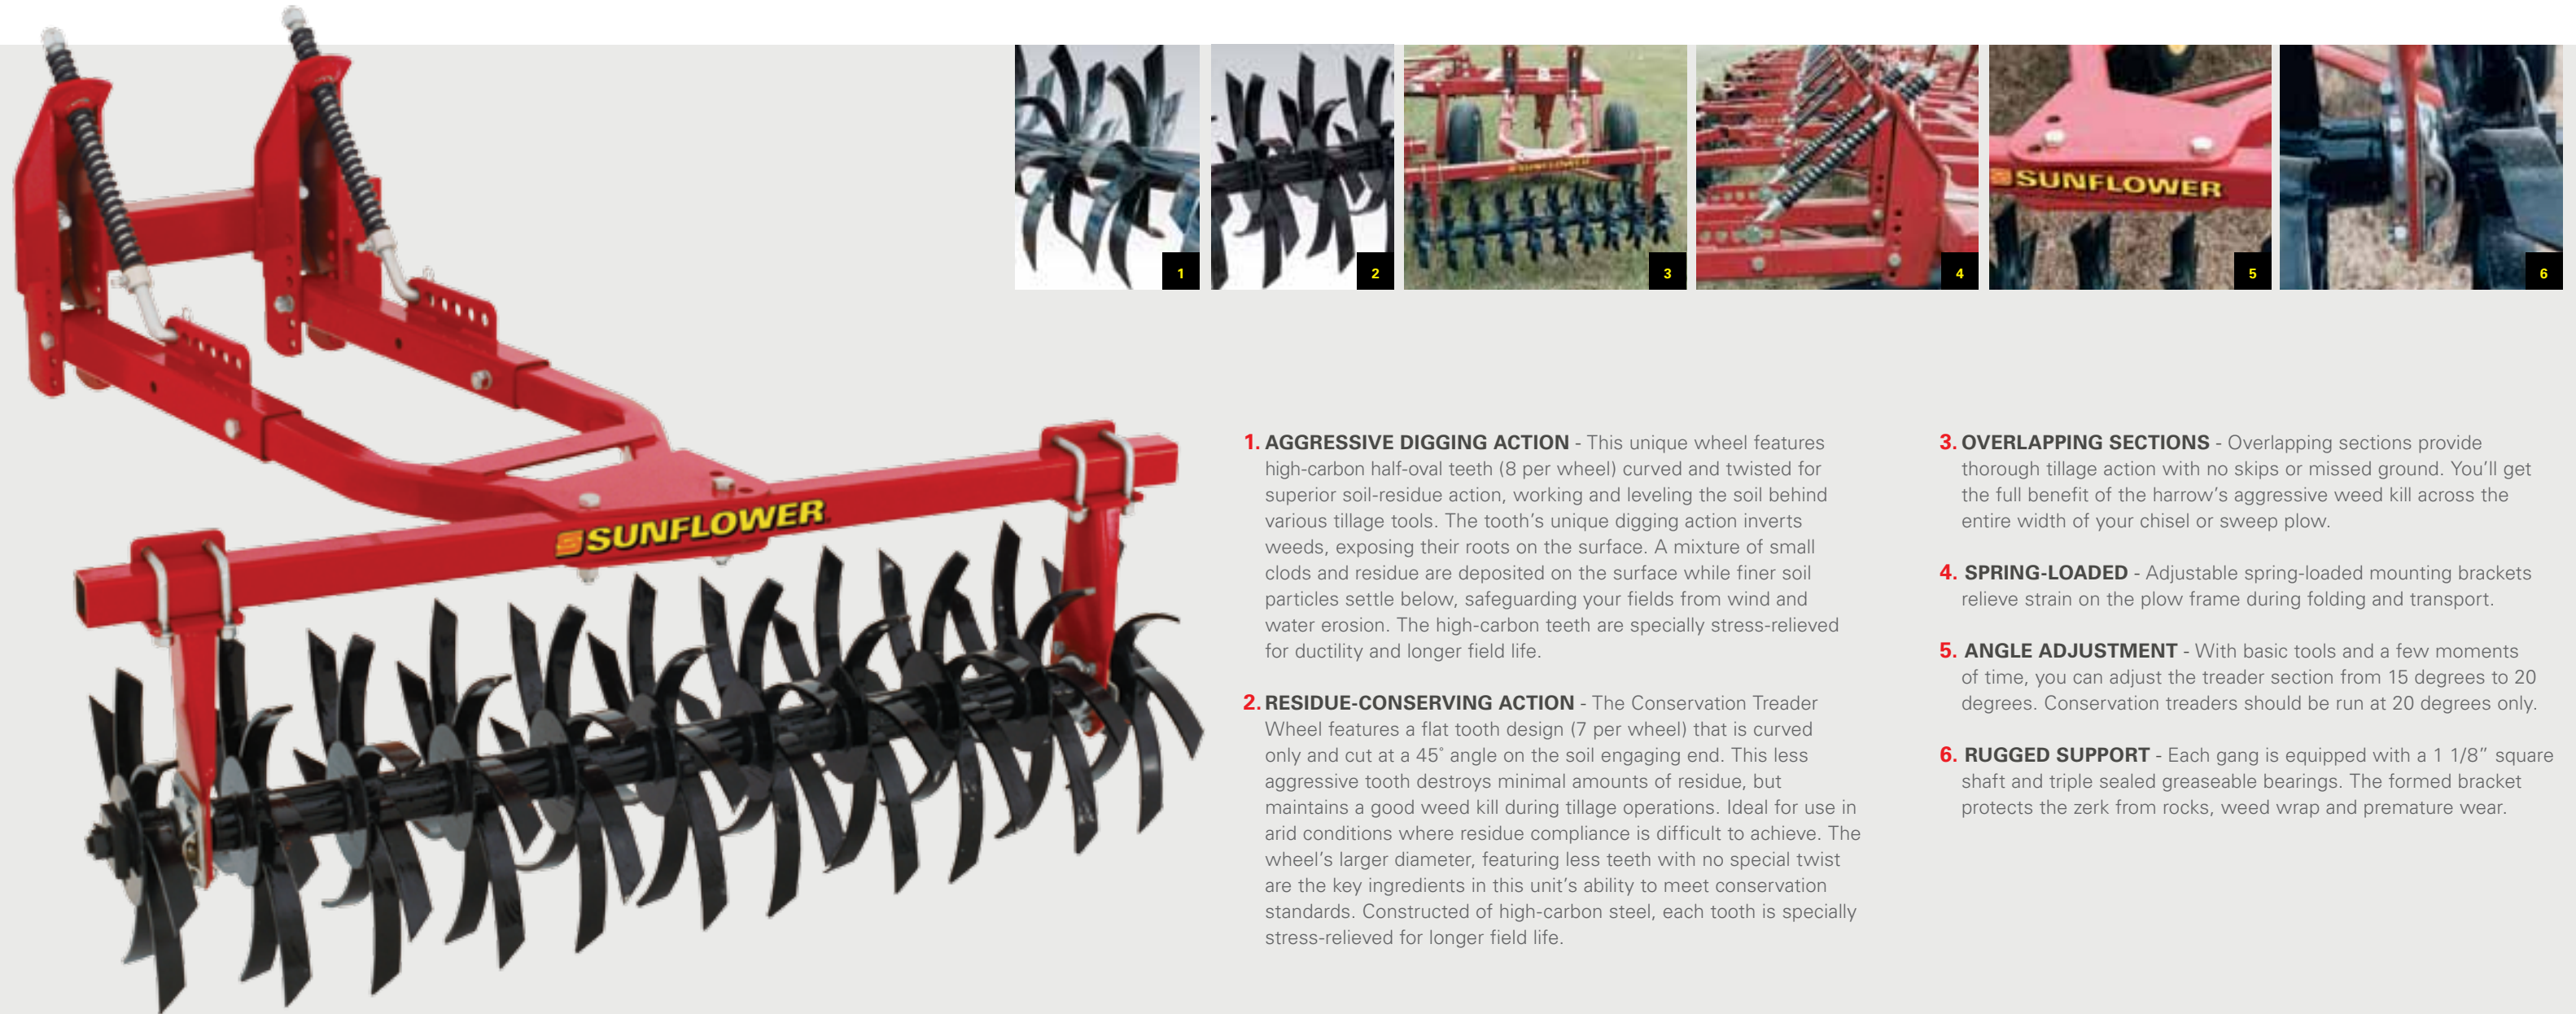 SUNFLOWER
1
2
SUNFLOWER
3
4
SUNFLOWER
5
6
1. AGGRESSIVE DIGGING ACTION - This unique wheel features
high-carbon half-oval teeth (8 per wheel) curved and twisted for
superior soil-residue action, working and leveling the soil behind
various tillage tools. The tooth’s unique digging action inverts
weeds, exposing their roots on the surface. A mixture of small
clods and residue are deposited on the surface while finer soil
particles settle below, safeguarding your fields from wind and
water erosion. The high-carbon teeth are specially stress-relieved
for ductility and longer field life.
2. RESIDUE-CONSERVING ACTION - The Conservation Treader
Wheel features a flat tooth design (7 per wheel) that is curved
only and cut at a 45˚ angle on the soil engaging end. This less
aggressive tooth destroys minimal amounts of residue, but
maintains a good weed kill during tillage operations. Ideal for use in
arid conditions where residue compliance is difficult to achieve. The
wheel’s larger diameter, featuring less teeth with no special twist
are the key ingredients in this unit’s ability to meet conservation
standards. Constructed of high-carbon steel, each tooth is specially
stress-relieved for longer field life.
3. OVERLAPPING SECTIONS - Overlapping sections provide
thorough tillage action with no skips or missed ground. You’ll get
the full benefit of the harrow’s aggressive weed kill across the
entire width of your chisel or sweep plow.
4. SPRING-LOADED - Adjustable spring-loaded mounting brackets
relieve strain on the plow frame during folding and transport.
5. ANGLE ADJUSTMENT - With basic tools and a few moments
of time, you can adjust the treader section from 15 degrees to 20
degrees. Conservation treaders should be run at 20 degrees only.
6. RUGGED SUPPORT - Each gang is equipped with a 1 1/8” square
shaft and triple sealed greaseable bearings. The formed bracket
protects the zerk from rocks, weed wrap and premature wear.